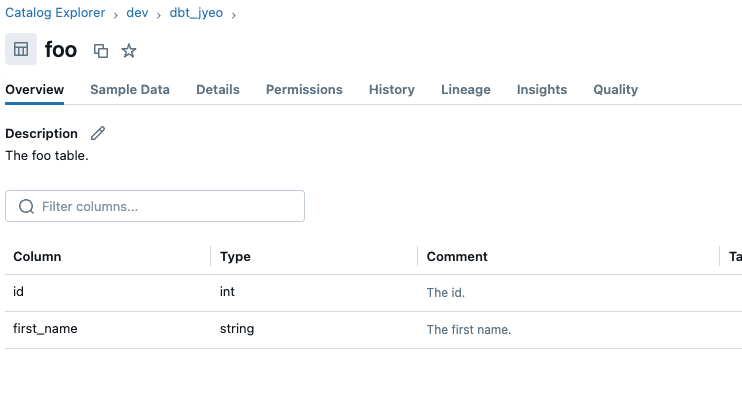 Catalog Explorer > dev > dbt_jyeo >
foo
Overview Sample Data Details Permissions History Lineage Insights Quality
Description
The foo table.
Filter columns...
Column Type Comment Ta
id int The id.
first_name string The first name.